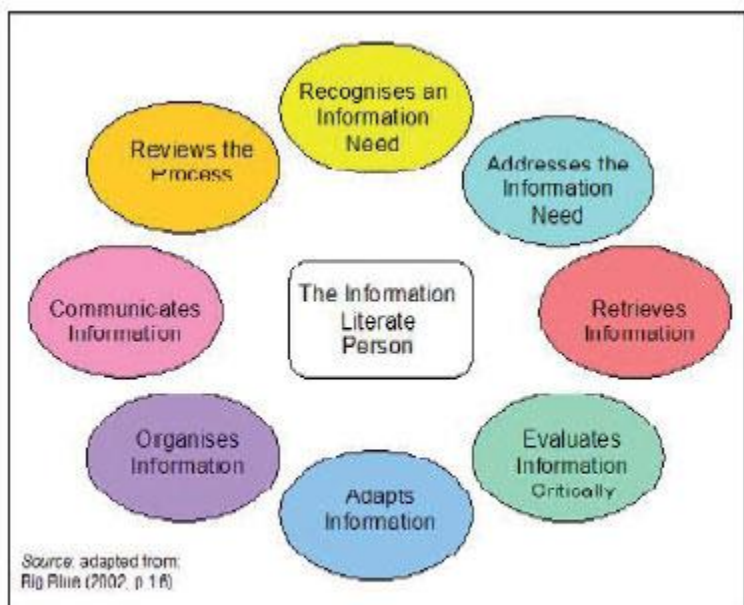 Recognises an
Information
Need
Addresses the
Information
Need
Retrieves
Information
Evaluates
Information
Critically
Adapts
Information
Organises
Information
Communicates
Information
Reviews the
Process
The Information
Literate
Person
Source: adapted from:
Big Blue (2002, p.16)